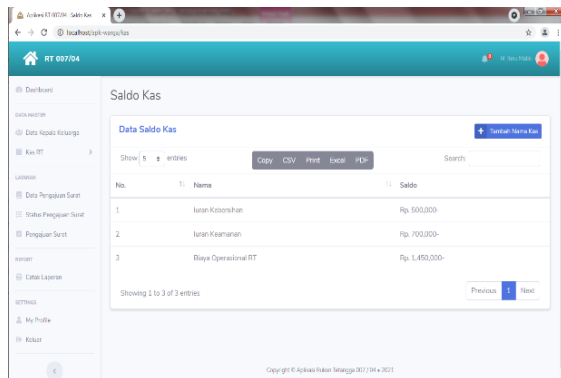 Aplikasi RT 007/04 - Saldo Kas
localhost/rpk-warga/kas
RT 007/04
Dashboard
DATA MASTER
Data Kepala Keluarga
Kas RT
LAYANAN
Data Pengajuan Surat
Status Pengajuan Surat
Pengajuan Surat
REPORT
Cetak Laporan
SETTINGS
My Profile
Keluar
Saldo Kas
Data Saldo Kas
Tambah Nama Kas
Show 5 entries
Copy CSV Print Excel PDF
Search:
No. Nama Saldo
1 Iuran Kebersihan Rp. 500,000-
2 Iuran Keamanan Rp. 700,000-
3 Biaya Operasional RT Rp. 1,450,000-
Showing 1 to 3 of 3 entries
Previous 1 Next
Copyright © Aplikasi Rukun Tetangga 007 / 04 • 2021